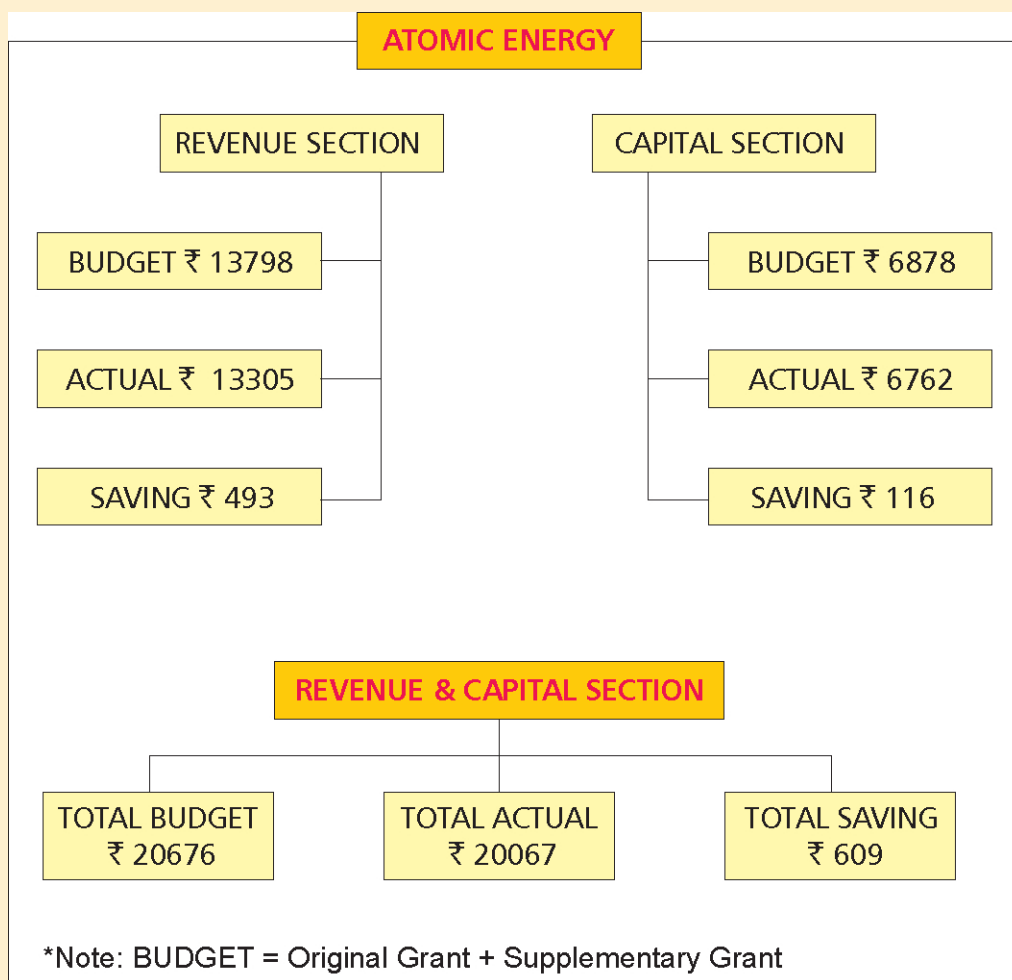 ATOMIC ENERGY
REVENUE SECTION
BUDGET ₹ 13798
ACTUAL ₹ 13305
SAVING ₹ 493
CAPITAL SECTION
BUDGET ₹ 6878
ACTUAL ₹ 6762
SAVING ₹ 116
REVENUE & CAPITAL SECTION
TOTAL BUDGET
₹ 20676
TOTAL ACTUAL
₹ 20067
TOTAL SAVING
₹ 609
*Note: BUDGET = Original Grant + Supplementary Grant